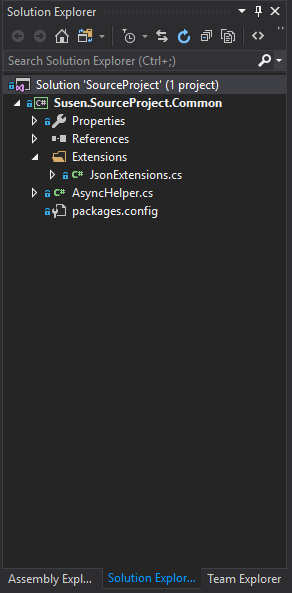 Solution Explorer
Search Solution Explorer (Ctrl+;)
Solution 'SourceProject' (1 project)
C# Susen.SourceProject.Common
Properties
References
Extensions
C# JsonExtensions.cs
C# AsyncHelper.cs
packages.config
Assembly Expl... Solution Explor... Team Explorer